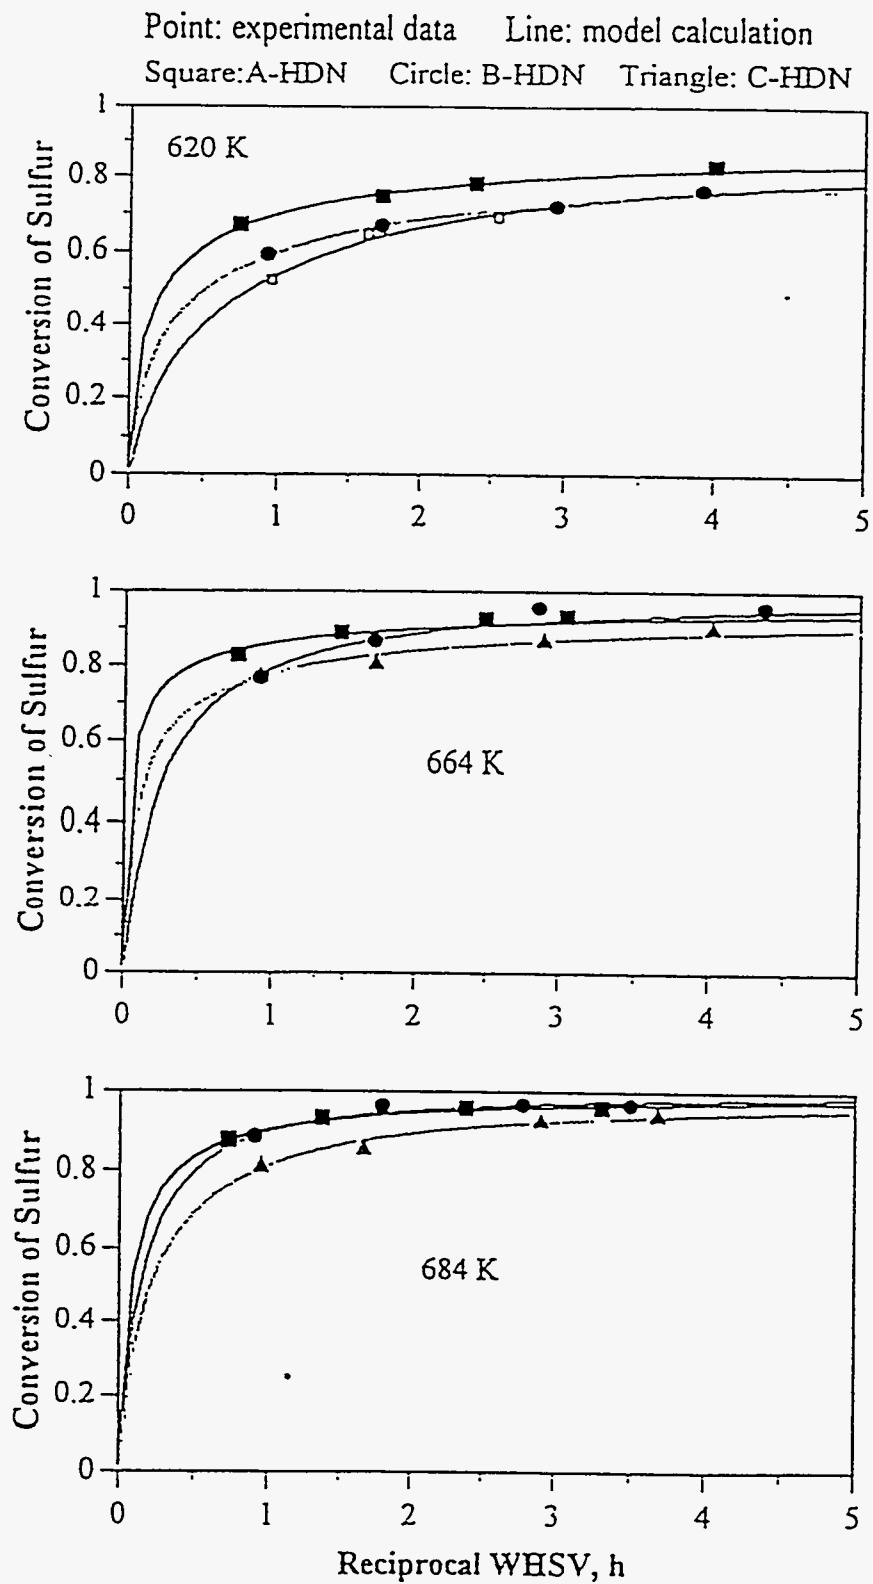 Point: experimental data Line: model calculation
Square:A-HDN Circle: B-HDN Triangle: C-HDN
1
620 K
0.8
0.6
0.4
0.2
0
0 1 2 3 4 5
Conversion of Sulfur
1
0.8
0.6
664 K
0.4
0.2
0
0 1 2 3 4 5
Conversion of Sulfur
1
0.8
0.6
684 K
0.4
0.2
0
0 1 2 3 4 5
Conversion of Sulfur
Reciprocal WHSV, h